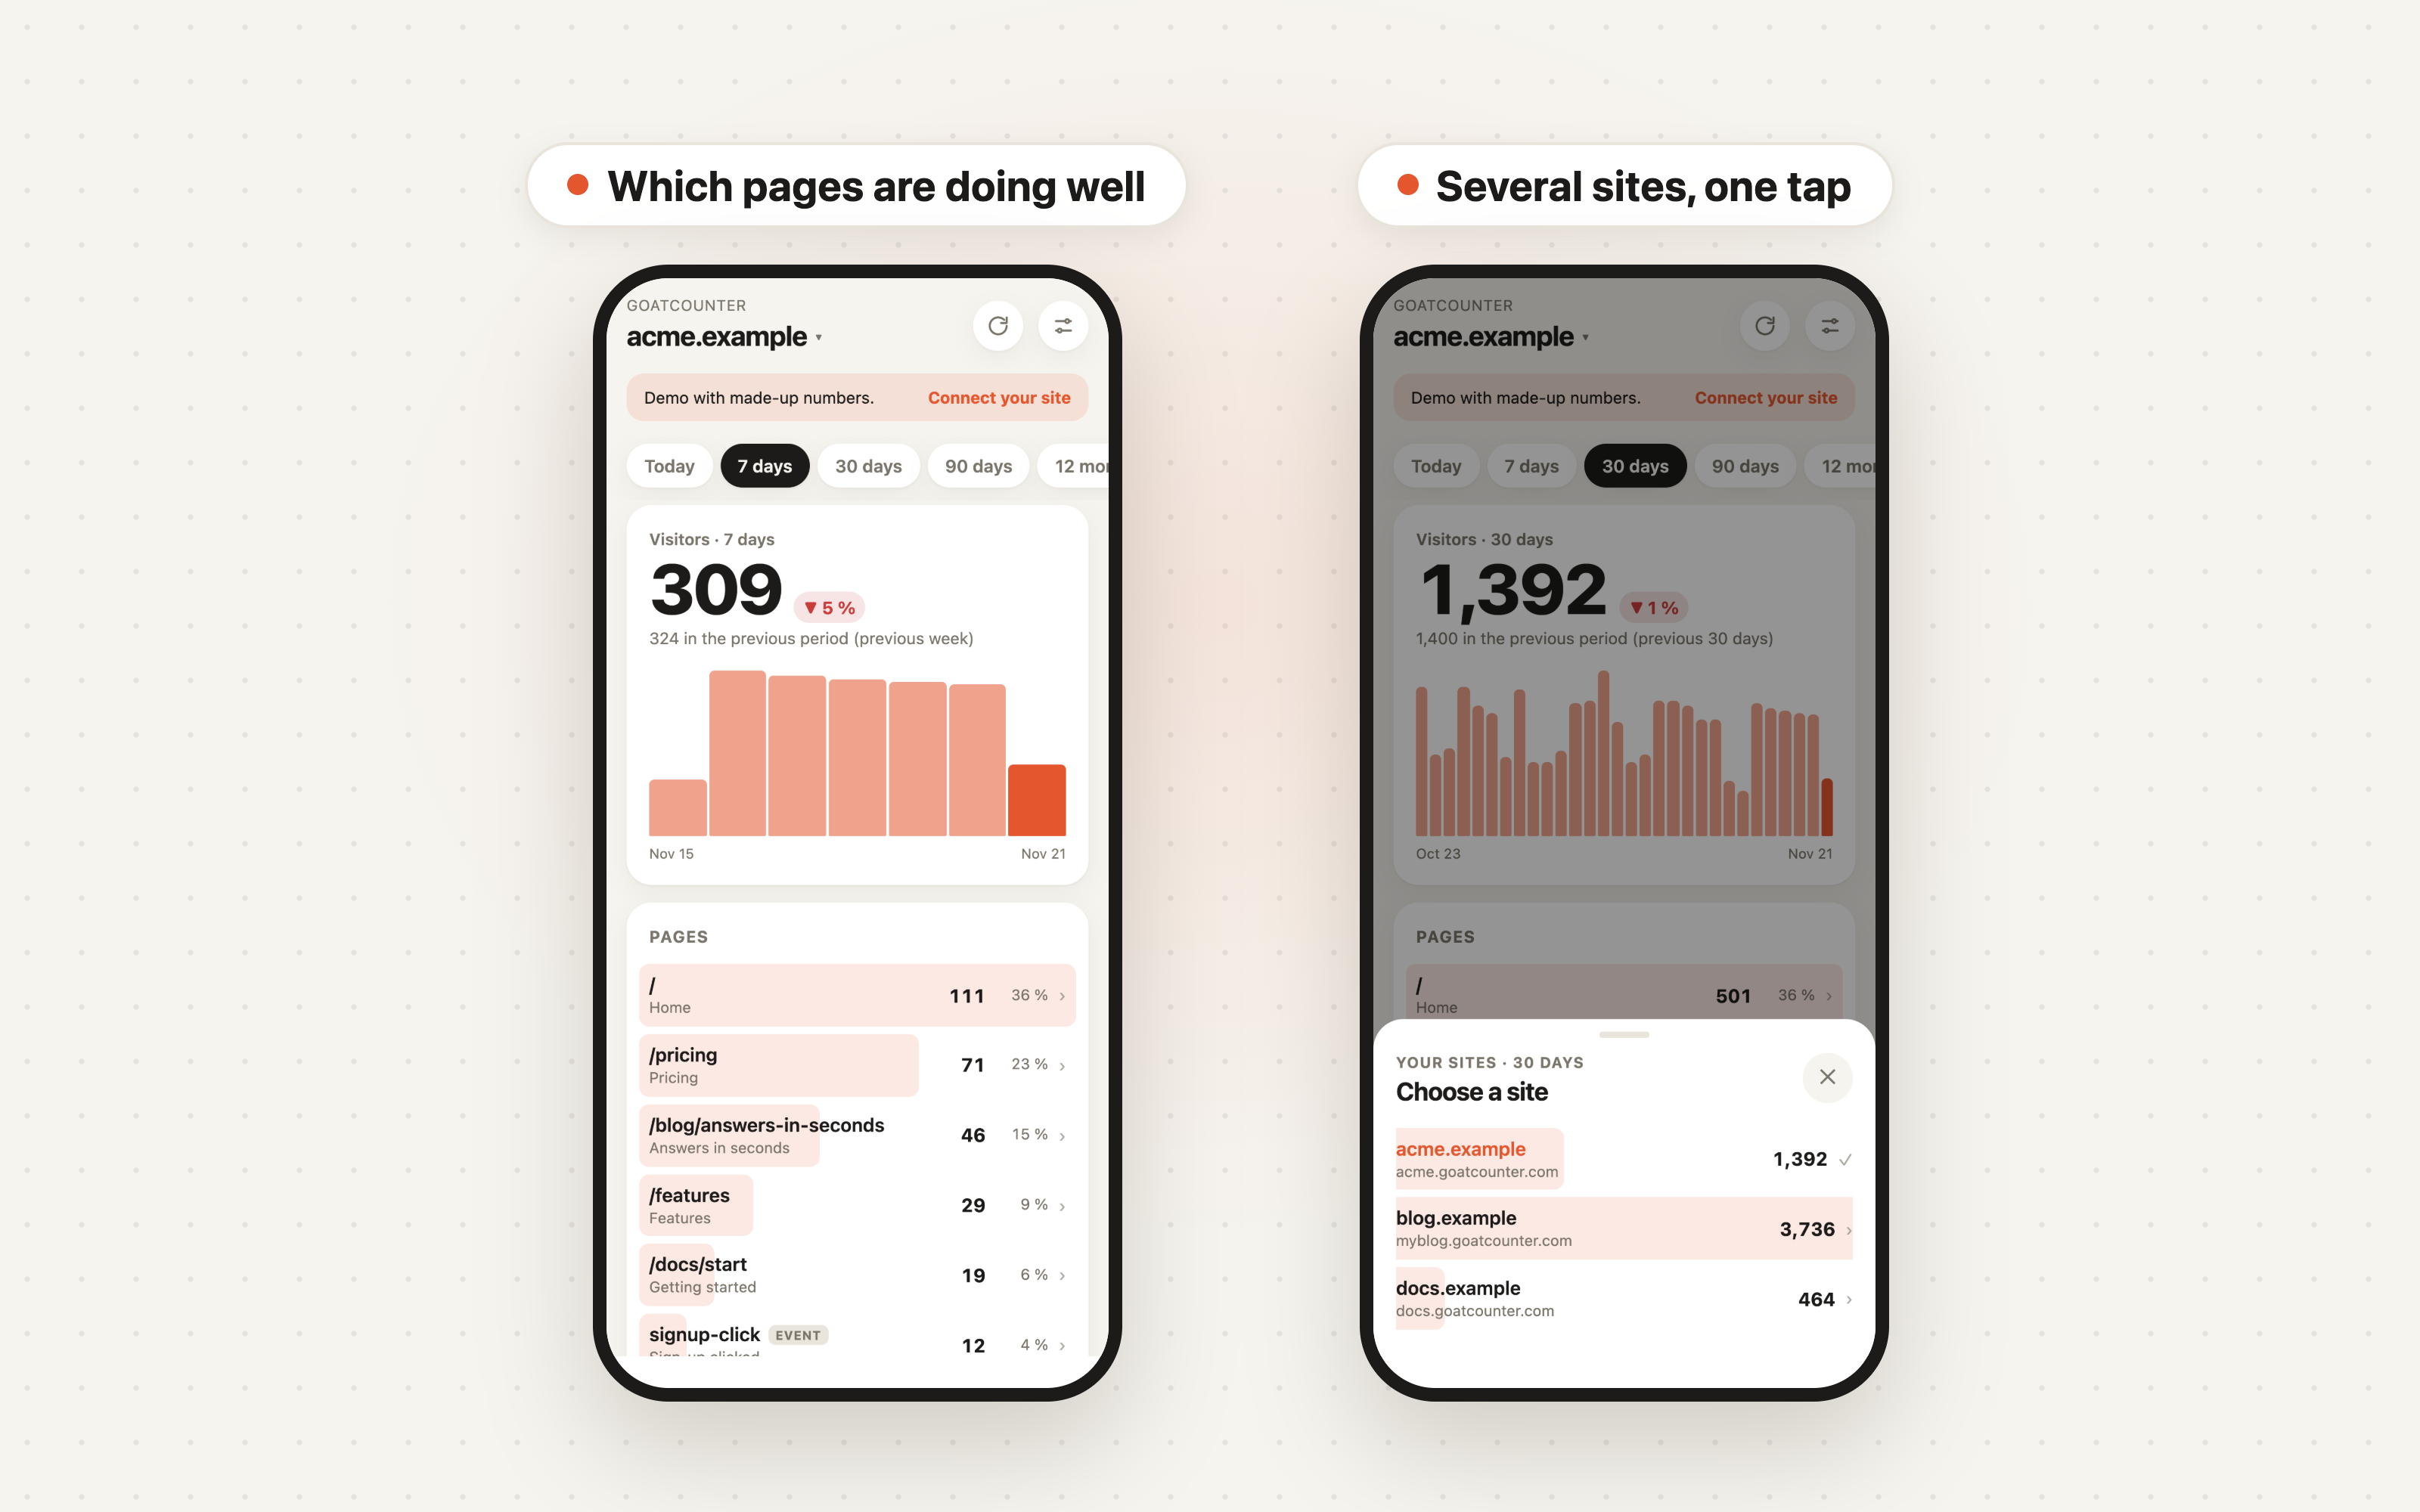 Which pages are doing well
GOATCOUNTER
acme.example ▾
Demo with made-up numbers. Connect your site
Today 7 days 30 days 90 days 12 mon
Visitors · 7 days
309 ▼ 5 %
324 in the previous period (previous week)
Nov 15 Nov 21
PAGES
/ 111 36 % ›
Home
/pricing 71 23 % ›
Pricing
/blog/answers-in-seconds 46 15 % ›
Answers in seconds
/features 29 9 % ›
Features
/docs/start 19 6 % ›
Getting started
signup-click EVENT 12 4 % ›
Sign-up clicked
Several sites, one tap
GOATCOUNTER
acme.example ▾
Demo with made-up numbers. Connect your site
Today 7 days 30 days 90 days 12 mon
Visitors · 30 days
1,392 ▼ 1 %
1,400 in the previous period (previous 30 days)
Oct 23 Nov 21
PAGES
/ 501 36 % ›
Home
YOUR SITES · 30 DAYS
Choose a site
acme.example 1,392 ✓
acme.goatcounter.com
blog.example 3,736 ›
myblog.goatcounter.com
docs.example 464 ›
docs.goatcounter.com